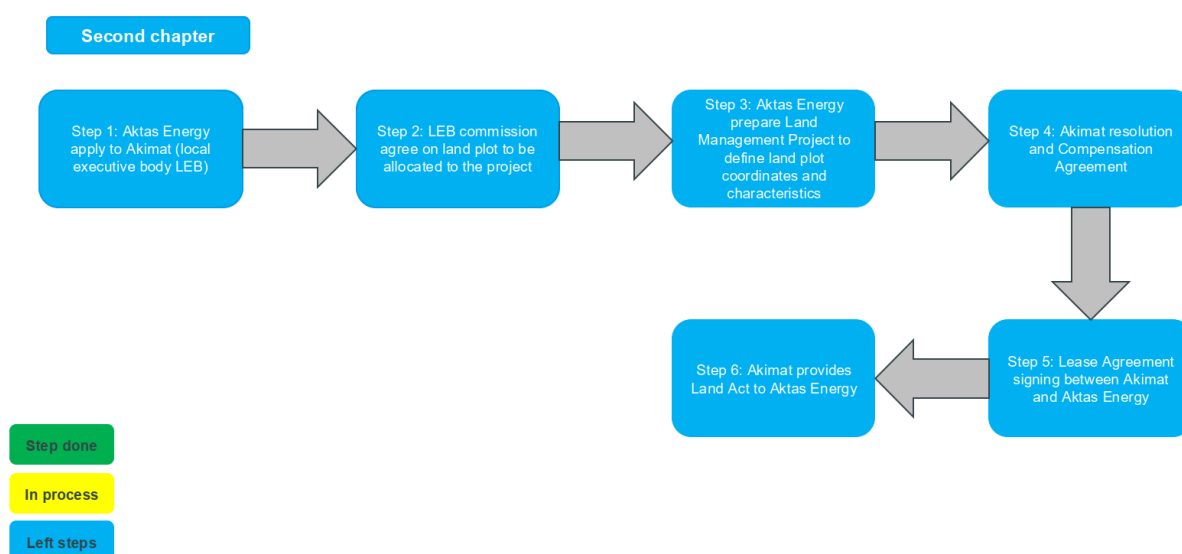 Second chapter
Step 1: Aktas Energy
apply to Akimat (local
executive body LEB)
Step 2: LEB commission
agree on land plot to be
allocated to the project
Step 3: Aktas Energy
prepare Land
Management Project to
define land plot
coordinates and
characteristics
Step 4: Akimat resolution
and Compensation
Agreement
Step 5: Lease Agreement
signing between Akimat
and Aktas Energy
Step 6: Akimat provides
Land Act to Aktas Energy
Step done
In process
Left steps